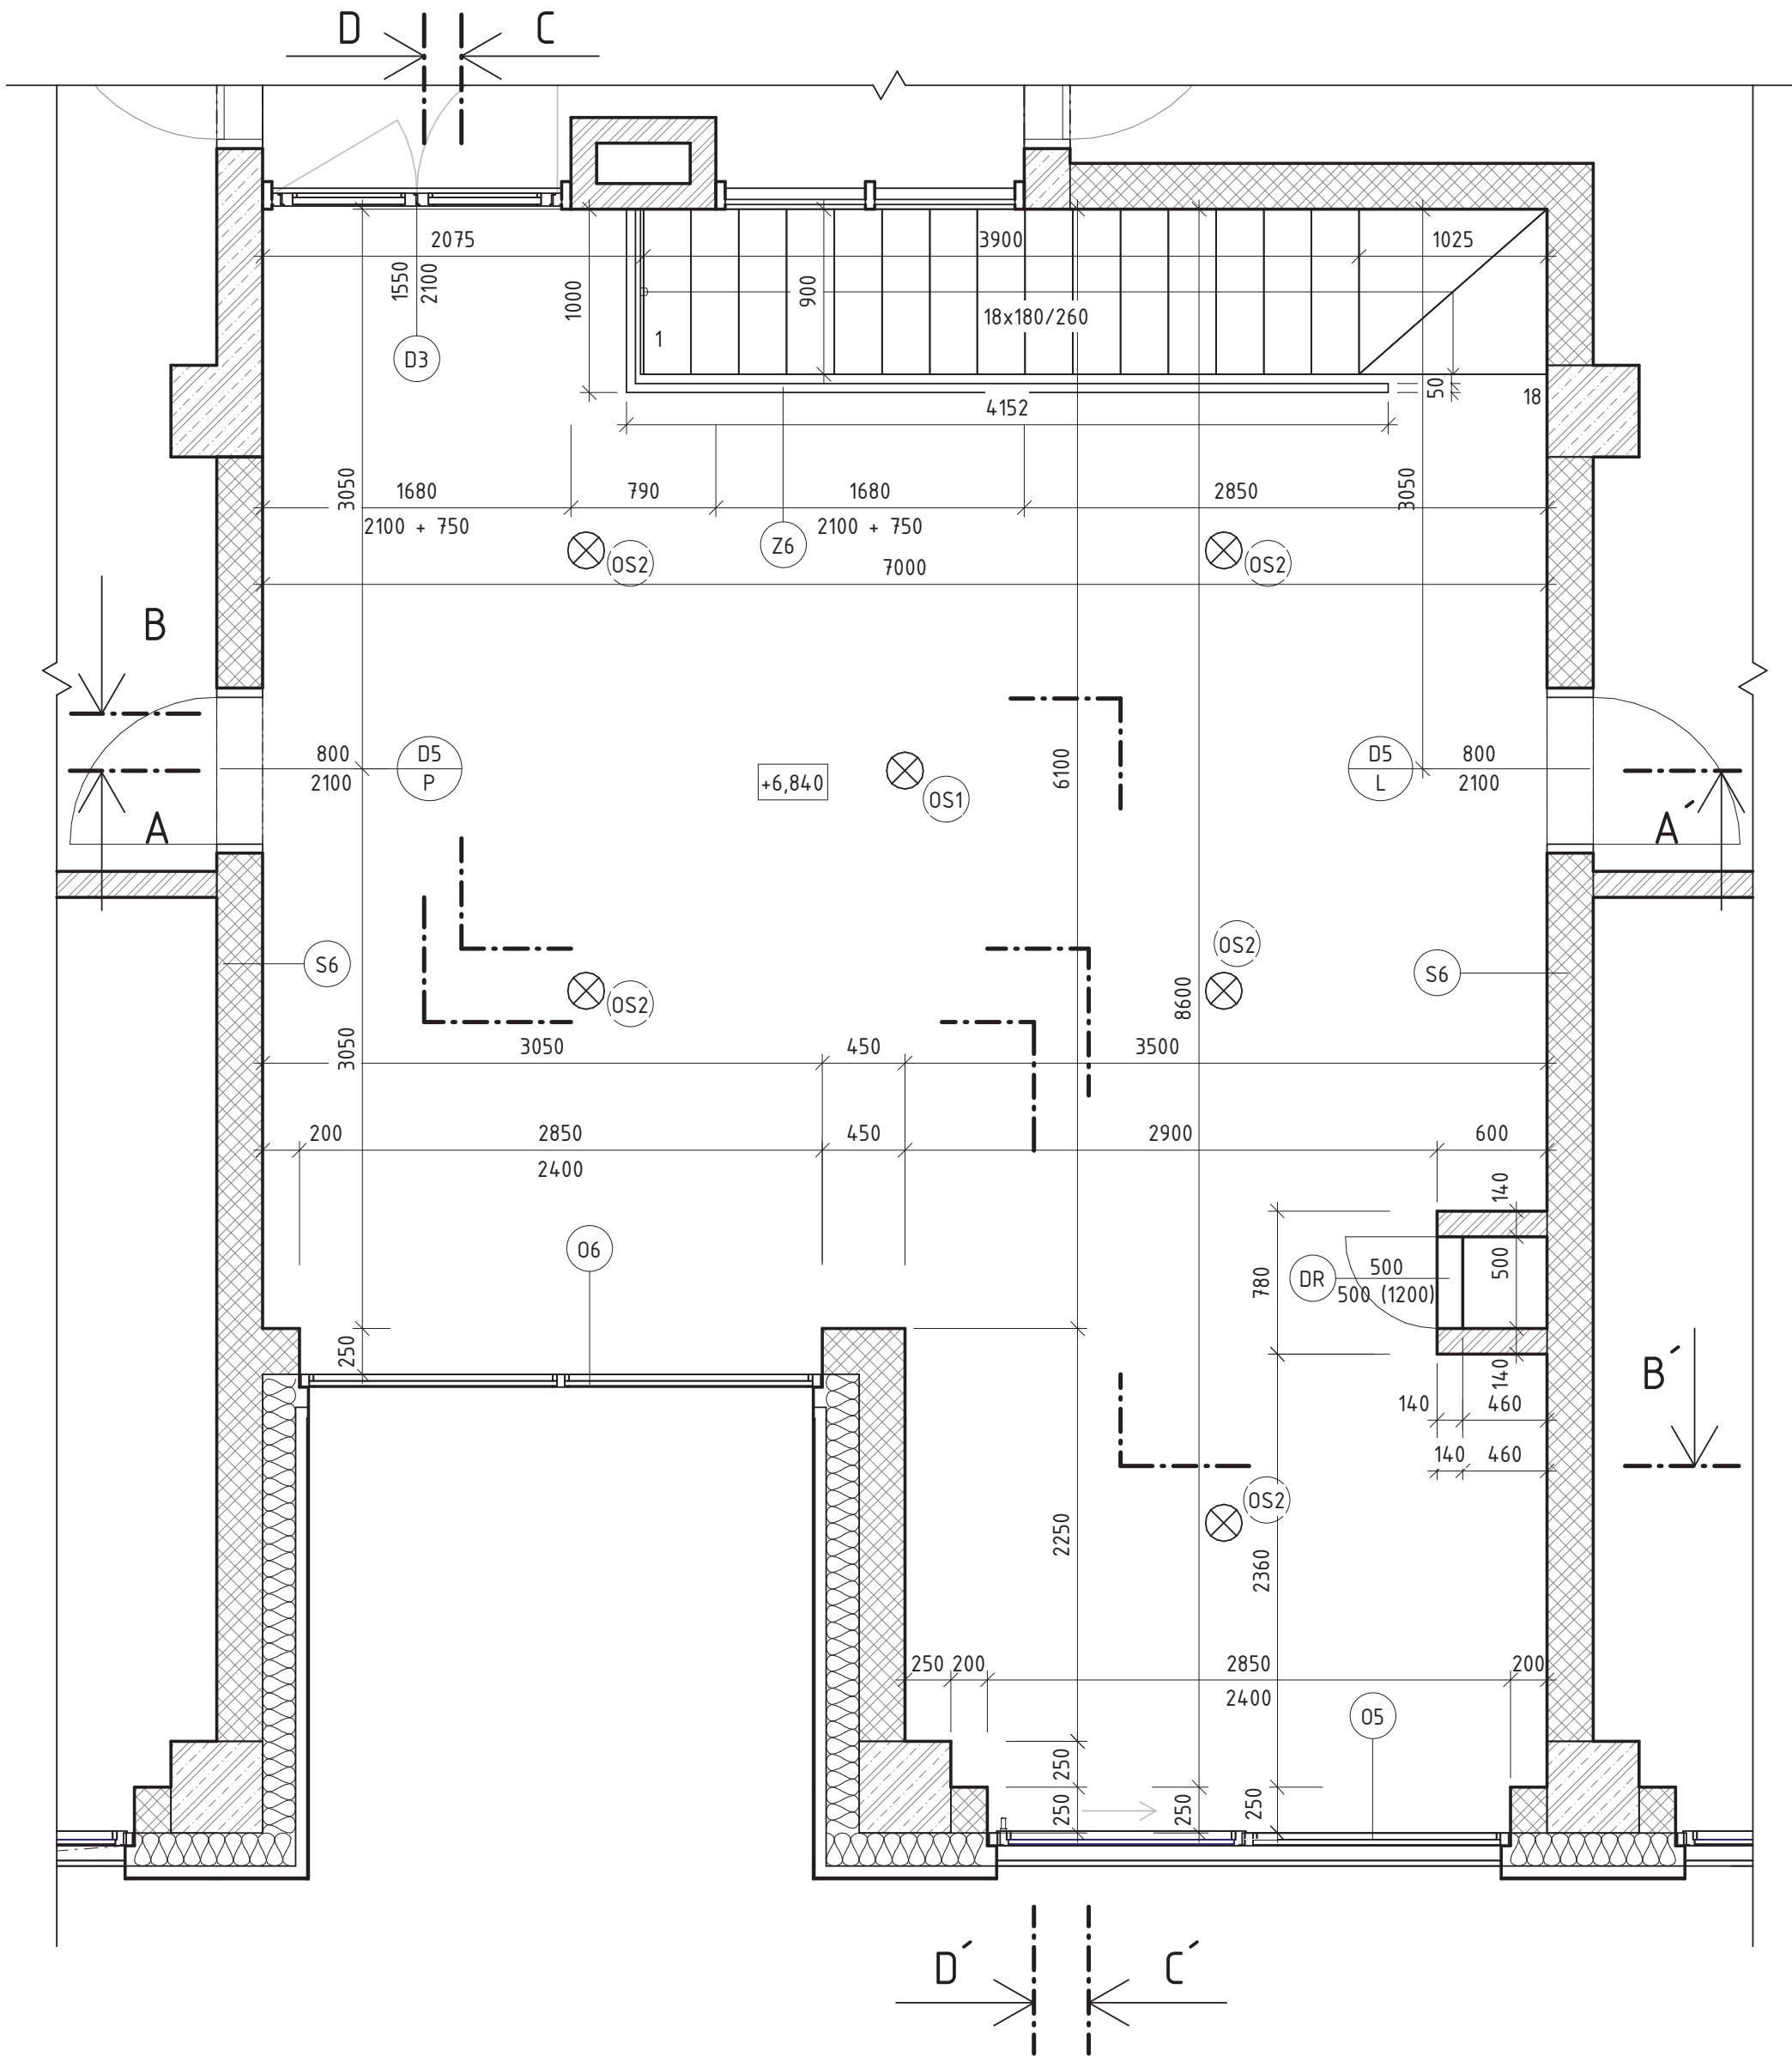 D C
2075 3900 1025
1550
2100
1000
900
18x180/260
1
D3
50
18
4152
3050
1680 790 1680 2850
3050
2100 + 750 2100 + 750
Z6
OS2 OS2
7000
B
800
2100
D5
P
+6,840
OS1
6100
D5
L
800
2100
A A´
OS2
S6 S6
OS2
8600
3050
3050 450 3500
200 2850 450 2900 600
2400
140
O6
780
DR
500
500 (1200)
500
250
140
B´
140 460
140 460
OS2
2250
2360
250 200 2850 200
2400
O5
250
250
250
250
D´ C´